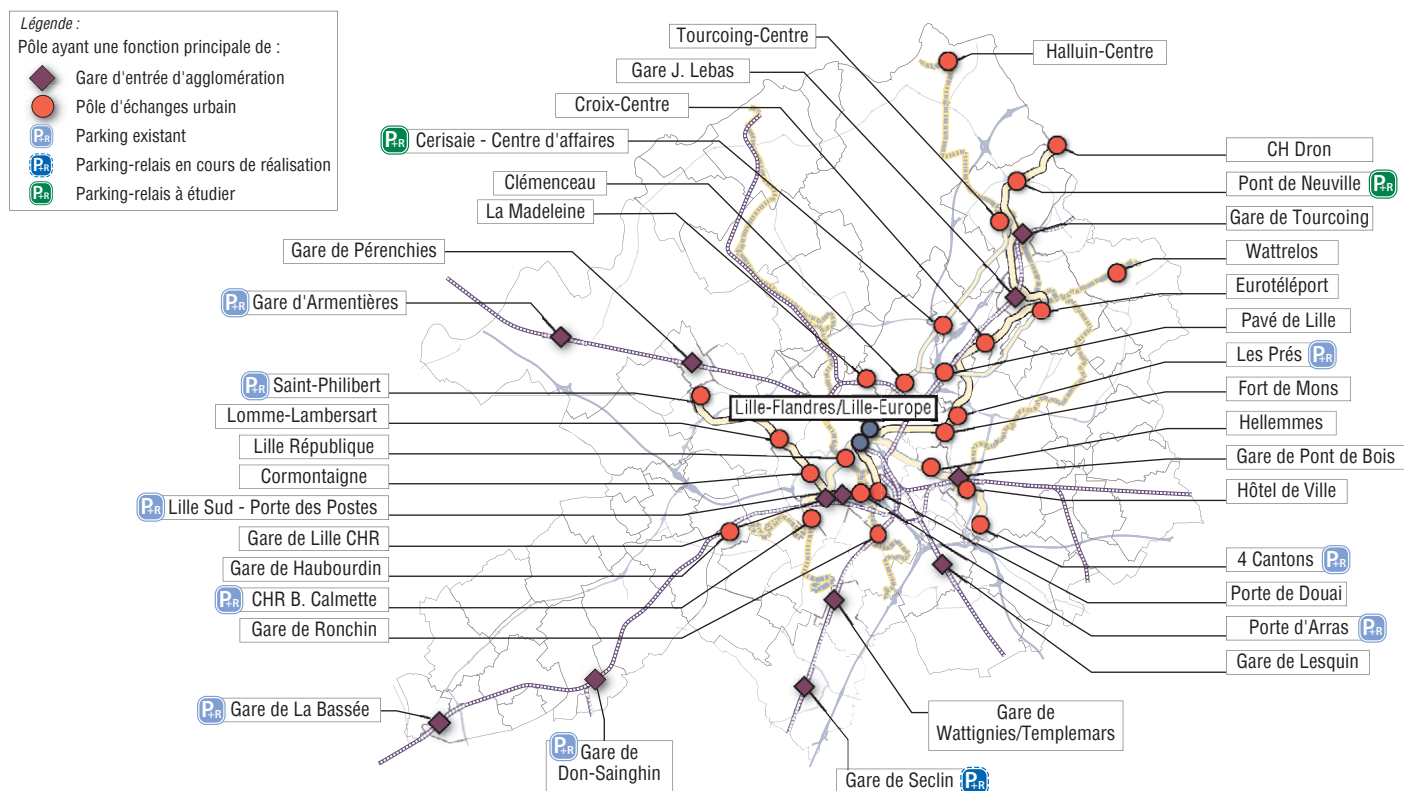 Légende :
Pôle ayant une fonction principale de :
Gare d'entrée d'agglomération
Pôle d'échanges urbain
P+R Parking existant
P+R Parking-relais en cours de réalisation
P+R Parking-relais à étudier
Tourcoing-Centre
Gare J. Lebas
Croix-Centre
P+R Cerisaie - Centre d'affaires
Clémenceau
La Madeleine
Gare de Pérenchies
P+R Gare d'Armentières
P+R Saint-Philibert
Lomme-Lambersart
Lille République
Cormontaigne
P+R Lille Sud - Porte des Postes
Gare de Lille CHR
Gare de Haubourdin
P+R CHR B. Calmette
Gare de Ronchin
P+R Gare de La Bassée
P+R Gare de
Don-Sainghin
Lille-Flandres/Lille-Europe
Halluin-Centre
CH Dron
Pont de Neuville P+R
Gare de Tourcoing
Wattrelos
Eurotéléport
Pavé de Lille
Les Prés P+R
Fort de Mons
Hellemmes
Gare de Pont de Bois
Hôtel de Ville
4 Cantons P+R
Porte de Douai
Porte d'Arras P+R
Gare de Lesquin
Gare de
Wattignies/Templemars
Gare de Seclin P+R